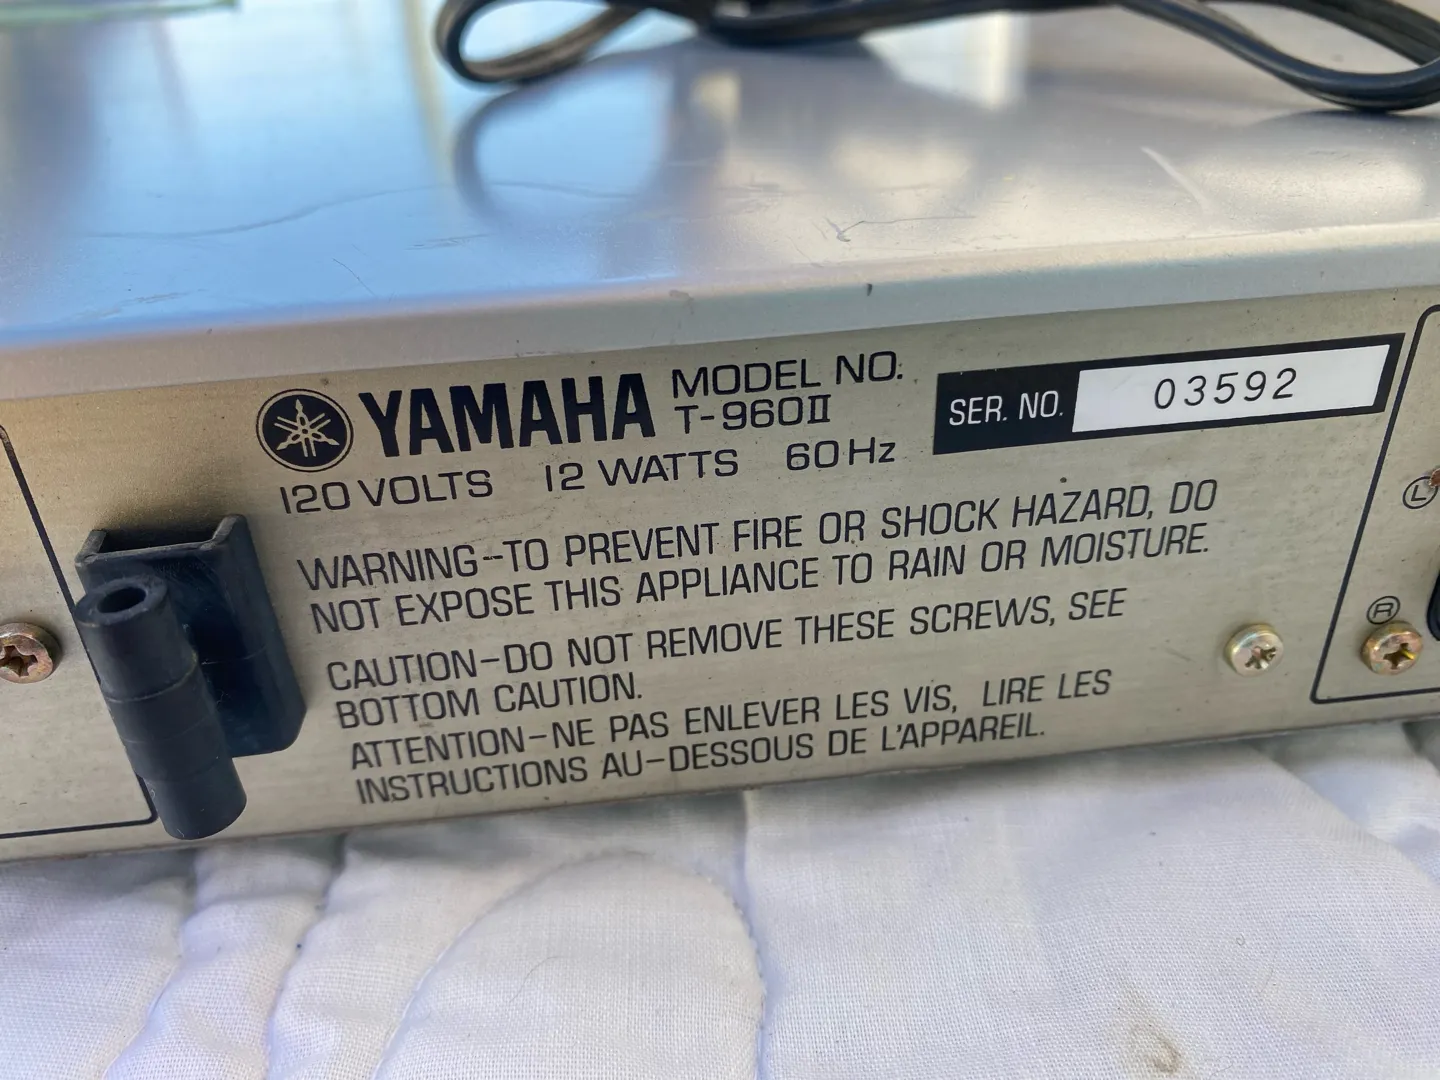 YAMAHA MODEL NO.
T-960II
SER. NO. 03592
120 VOLTS 12 WATTS 60 Hz
WARNING--TO PREVENT FIRE OR SHOCK HAZARD, DO
NOT EXPOSE THIS APPLIANCE TO RAIN OR MOISTURE.
CAUTION-DO NOT REMOVE THESE SCREWS, SEE
BOTTOM CAUTION.
ATTENTION-NE PAS ENLEVER LES VIS, LIRE LES
INSTRUCTIONS AU-DESSOUS DE L'APPAREIL.
L
R